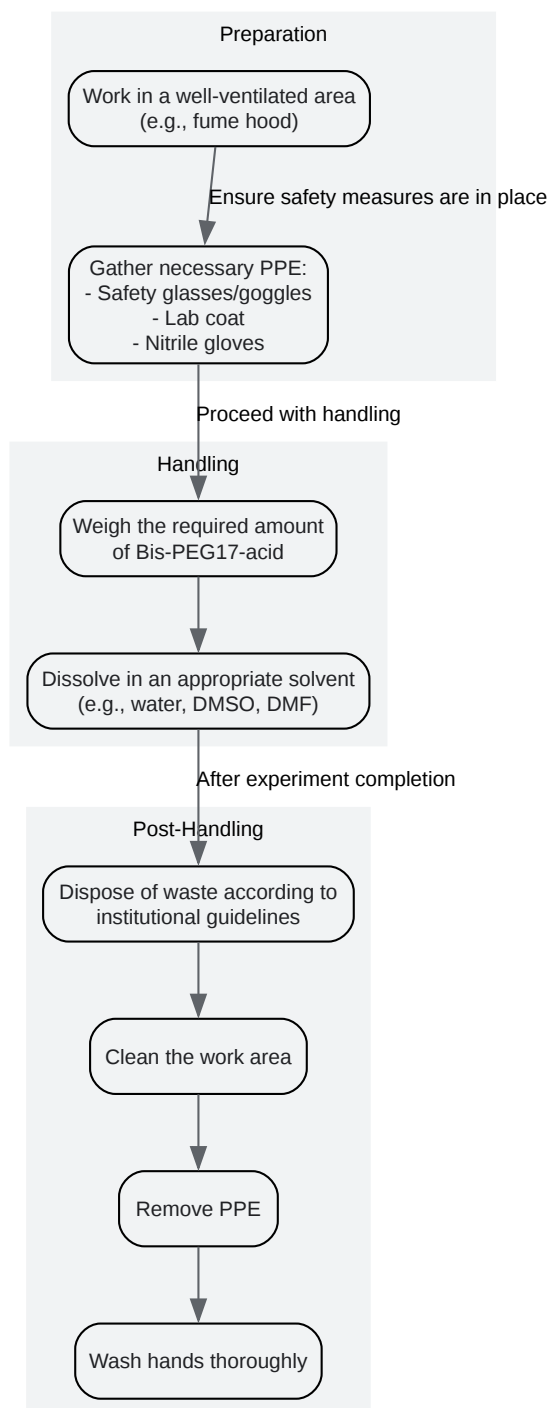 Preparation
Work in a well-ventilated area
(e.g., fume hood)
Ensure safety measures are in place
Gather necessary PPE:
- Safety glasses/goggles
- Lab coat
- Nitrile gloves
Proceed with handling
Handling
Weigh the required amount
of Bis-PEG17-acid
Dissolve in an appropriate solvent
(e.g., water, DMSO, DMF)
After experiment completion
Post-Handling
Dispose of waste according to
institutional guidelines
Clean the work area
Remove PPE
Wash hands thoroughly